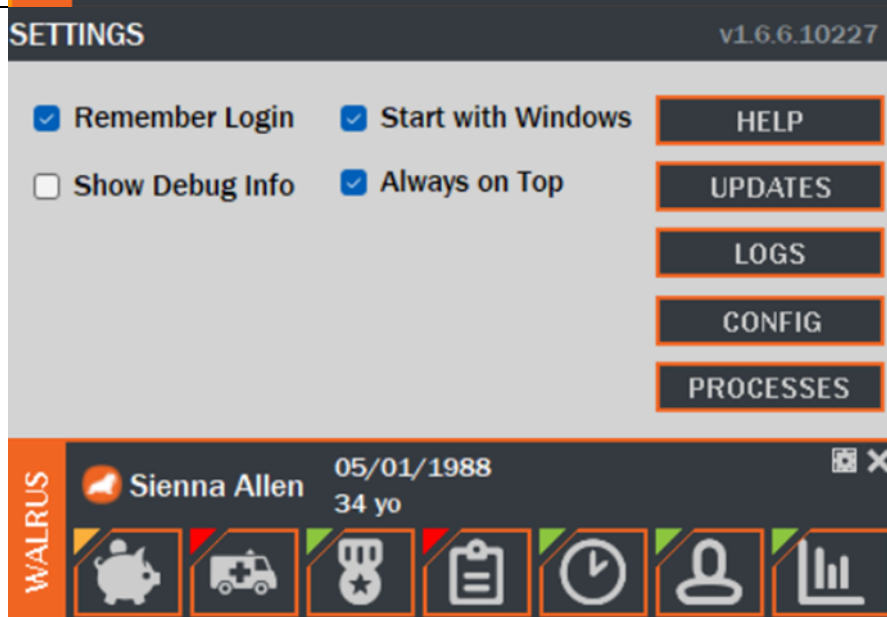 SETTINGS v1.6.6.10227
Remember Login Start with Windows HELP
Show Debug Info Always on Top UPDATES
LOGS
CONFIG
PROCESSES
WALRUS
Sienna Allen 05/01/1988
34 yo